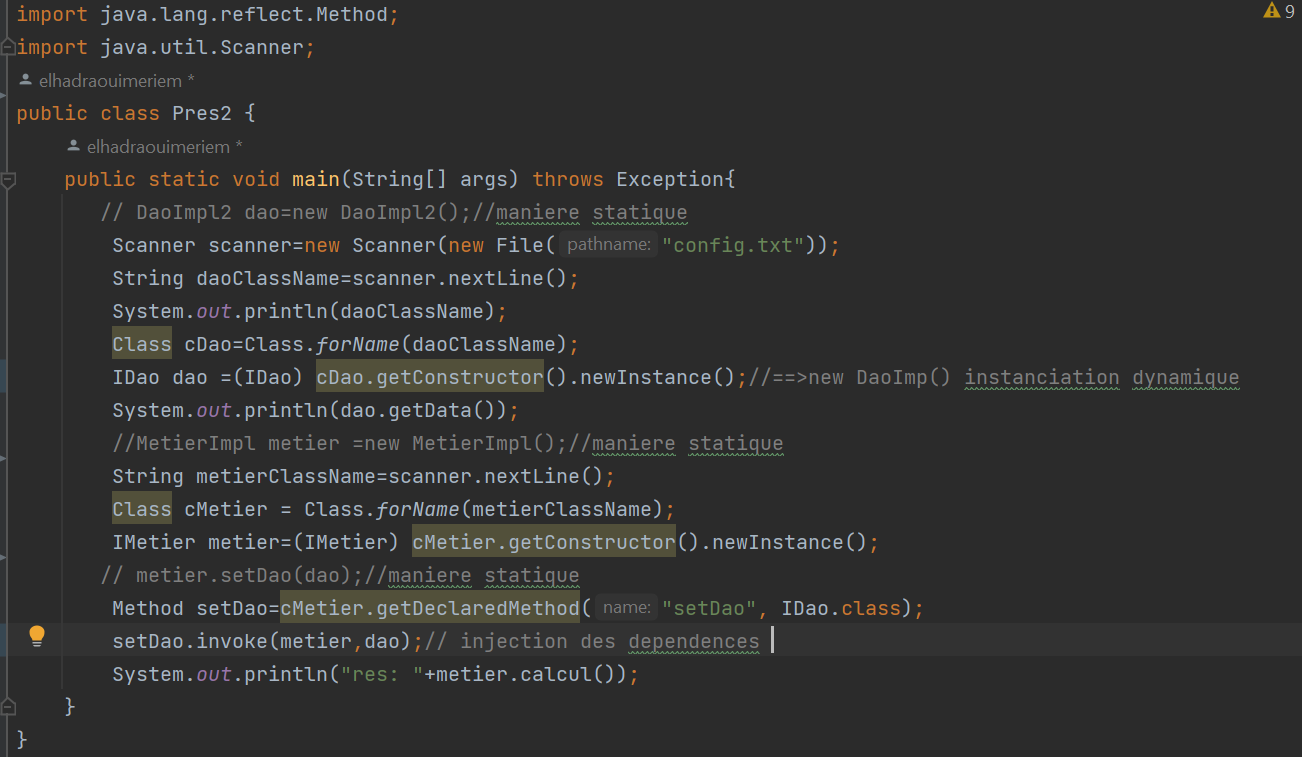 import java.lang.reflect.Method;
9
import java.util.Scanner;
elhadraouimeriem *
public class Pres2 {
elhadraouimeriem *
public static void main(String[] args) throws Exception{
// DaoImpl2 dao=new DaoImpl2();//maniere statique
Scanner scanner=new Scanner(new File( pathname: "config.txt"));
String daoClassName=scanner.nextLine();
System.out.println(daoClassName);
Class cDao=Class.forName(daoClassName);
IDao dao =(IDao) cDao.getConstructor().newInstance();//==>new DaoImp() instanciation dynamique
System.out.println(dao.getData());
//MetierImpl metier =new MetierImpl();//maniere statique
String metierClassName=scanner.nextLine();
Class cMetier = Class.forName(metierClassName);
IMetier metier=(IMetier) cMetier.getConstructor().newInstance();
// metier.setDao(dao);//maniere statique
Method setDao=cMetier.getDeclaredMethod( name: "setDao", IDao.class);
setDao.invoke(metier,dao);// injection des dependences
System.out.println("res: "+metier.calcul());
}
}